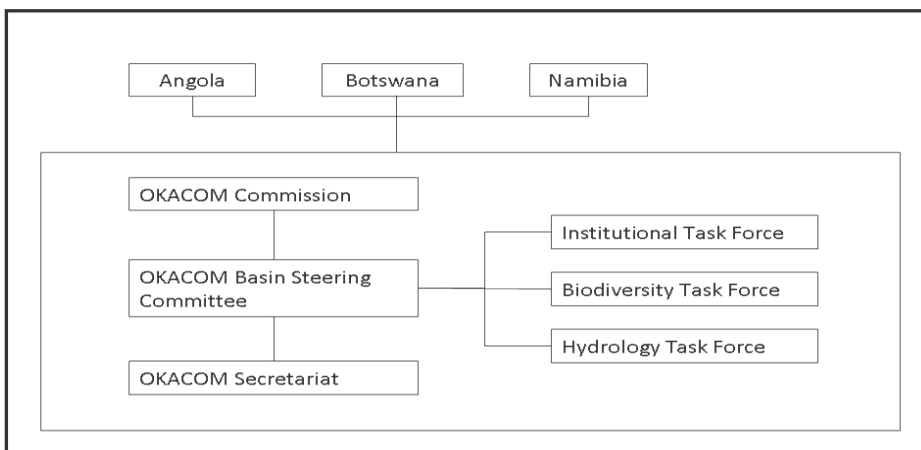 Angola
Botswana
Namibia
OKACOM Commission
OKACOM Basin Steering
Committee
OKACOM Secretariat
Institutional Task Force
Biodiversity Task Force
Hydrology Task Force